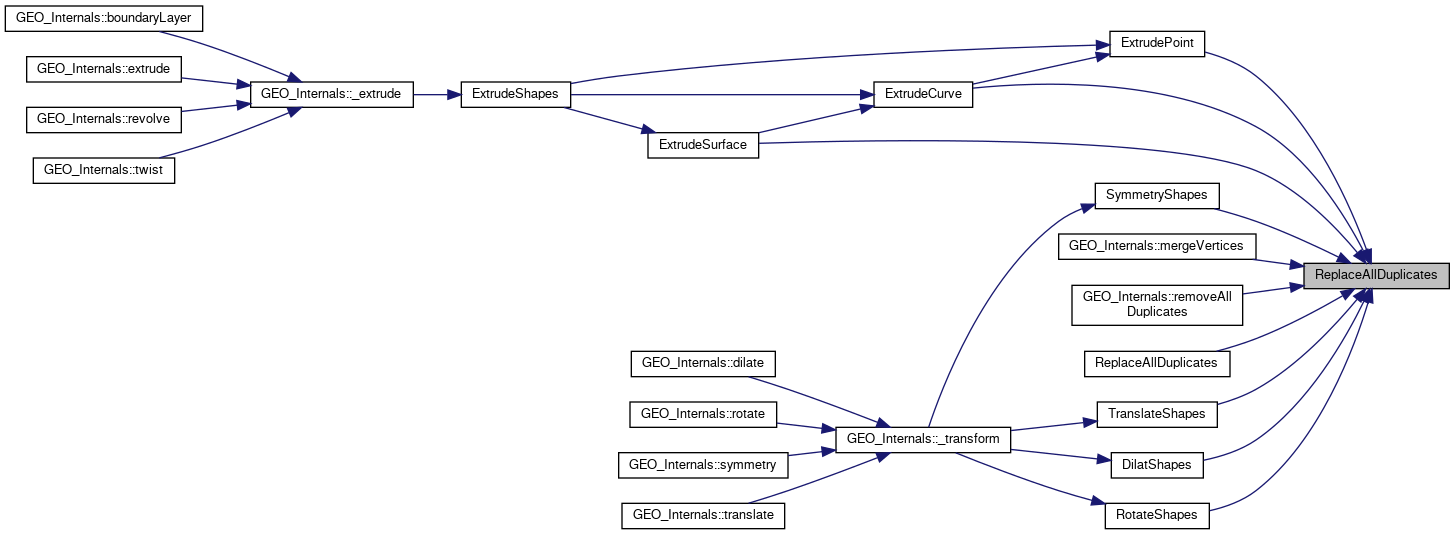 GEO_Internals::boundaryLayer
GEO_Internals::extrude
GEO_Internals::revolve
GEO_Internals::twist
GEO_Internals::_extrude
ExtrudeShapes
ExtrudePoint
ExtrudeCurve
ExtrudeSurface
SymmetryShapes
GEO_Internals::mergeVertices
GEO_Internals::removeAll
Duplicates
ReplaceAllDuplicates
ReplaceAllDuplicates
GEO_Internals::dilate
GEO_Internals::rotate
GEO_Internals::symmetry
GEO_Internals::translate
GEO_Internals::_transform
TranslateShapes
DilatShapes
RotateShapes